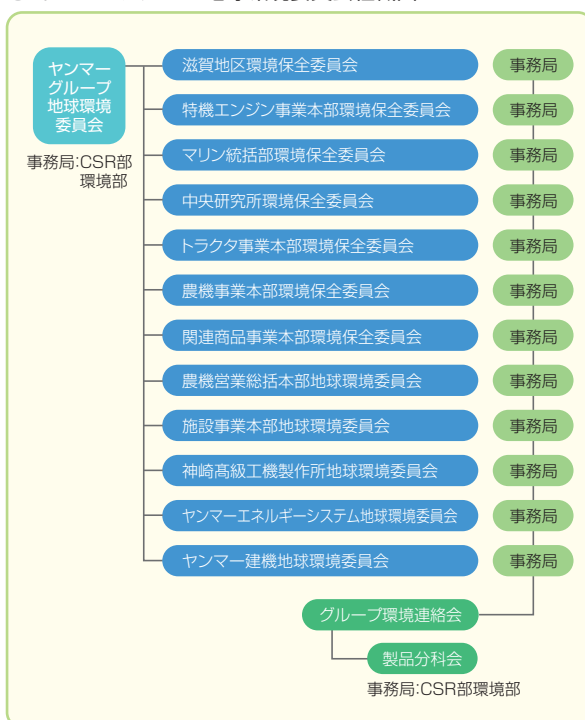 ヤンマー
グループ
地球環境
委員会
事務局:CSR部
環境部
滋賀地区環境保全委員会 事務局
特機エンジン事業本部環境保全委員会 事務局
マリン統括部環境保全委員会 事務局
中央研究所環境保全委員会 事務局
トラクタ事業本部環境保全委員会 事務局
農機事業本部環境保全委員会 事務局
関連商品事業本部環境保全委員会 事務局
農機営業総括本部地球環境委員会 事務局
施設事業本部地球環境委員会 事務局
神崎髙級工機製作所地球環境委員会 事務局
ヤンマーエネルギーシステム地球環境委員会 事務局
ヤンマー建機地球環境委員会 事務局
グループ環境連絡会
製品分科会
事務局:CSR部環境部